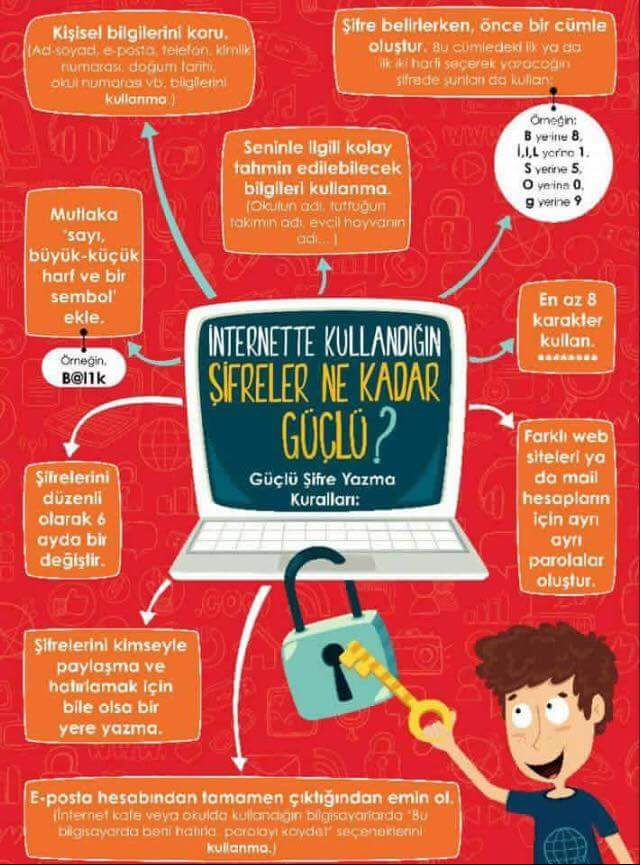 Kişisel bilgilerini koru.
(Ad-soyad, e-posta, telefon, kimlik
numarası, doğum tarihi,
okul numarası vb. bilgilerini
kullanma.)
Şifre belirlerken, önce bir cümle
oluştur. Bu cümledeki ilk ya da
ilk iki harfi seçerek yazacağın
şifrede şunları da kullan:
Örneğin:
B yerine 8,
İ,I,L yerine 1,
S yerine 5,
O yerine 0,
g yerine 9
Seninle ilgili kolay
tahmin edilebilecek
bilgileri kullanma.
(Okulun adı, tuttuğun
takımın adı, evcil hayvanın
adı... )
Mutlaka
'sayı,
büyük-küçük
harf ve bir
sembol'
ekle.
Örneğin,
B@l1k
En az 8
karakter
kullan.
********
İNTERNETTE KULLANDIĞIN
ŞİFRELER NE KADAR
GÜÇLÜ?
Güçlü Şifre Yazma
Kuralları:
Şifrelerini
düzenli
olarak 6
ayda bir
değiştir.
Farklı web
siteleri ya
da mail
hesapların
için ayrı
ayrı
parolalar
oluştur.
Şifrelerini kimseyle
paylaşma ve
hatırlamak için
bile olsa bir
yere yazma.
E-posta hesabından tamamen çıktığından emin ol.
(İnternet kafe veya okulda kullandığın bilgisayarlarda "Bu
bilgisayarda beni hatırla, parolayı kaydet" seçeneklerini
kullanma.)